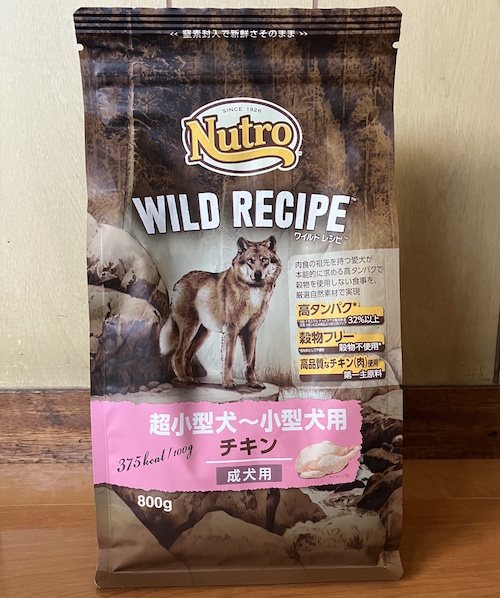 << 窒素封入で新鮮さそのまま >>
SINCE 1926
Nutro
WILD RECIPE™
ワイルド レシピ™
肉食の祖先を持つ愛犬が
本能的に求める高タンパクで
穀物を使用しない食事を、
厳選自然素材で実現
高タンパク*
32%以上
穀物フリー
穀物不使用*
高品質なチキン(肉)使用
第一主原料
超小型犬〜小型犬用
チキン
375kcal/100g
成犬用
800g